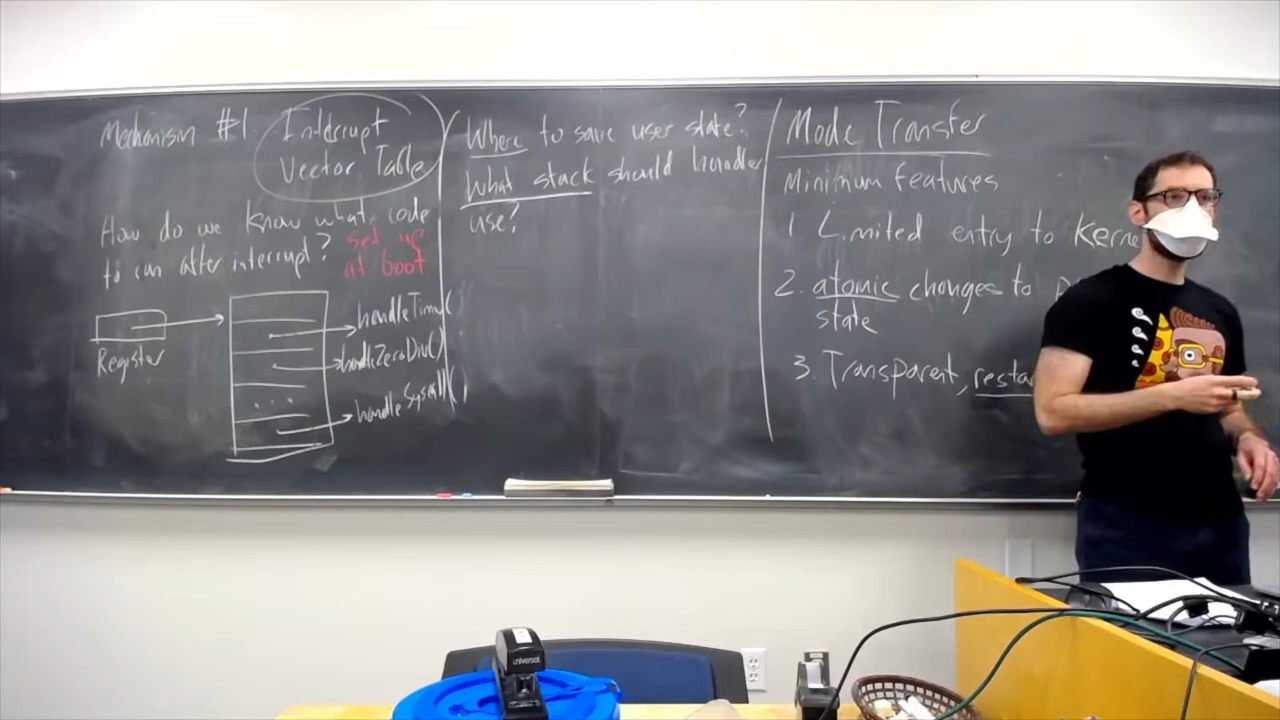 Mechanism #1. Interrupt
Vector Table
How do we know what code
to run after interrupt? set up
at boot
Register
handleTimer()
handleZeroDiv()
handleSyscall()
Where to save user state?
What stack should handler
use?
Mode Transfer
Minimum features
1. Limited entry to Kerne
2. atomic changes to
state
3. Transparent, resta
universal